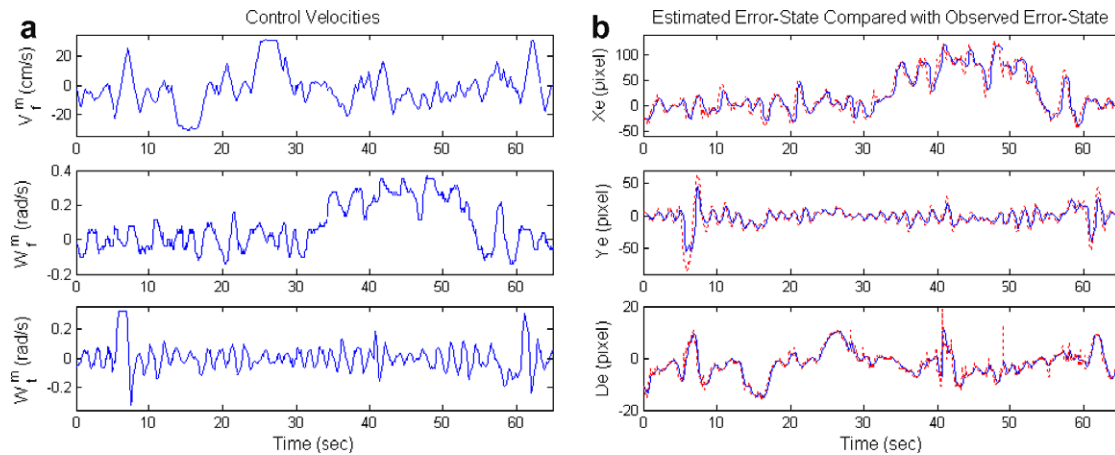 a
Control Velocities
V_f^m (cm/s)
20
0
-20
0 10 20 30 40 50 60
W_f^m (rad/s)
0.4
0.2
0
-0.2
0 10 20 30 40 50 60
W_t^m (rad/s)
0.2
0
-0.2
0 10 20 30 40 50 60
Time (sec)
b
Estimated Error-State Compared with Observed Error-State
Xe (pixel)
100
50
0
-50
0 10 20 30 40 50 60
Ye (pixel)
50
0
-50
0 10 20 30 40 50 60
De (pixel)
20
0
-20
0 10 20 30 40 50 60
Time (sec)